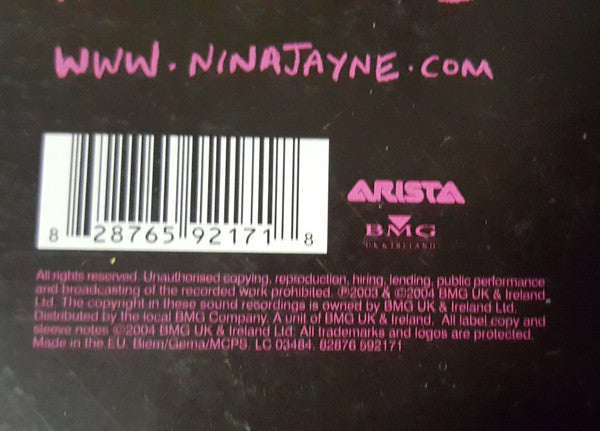 WWW.NINAJAYNE.COM
8 28765 92171 8
ARISTA
BMG
UK & IRELAND
All rights reserved. Unauthorised copying, reproduction, hiring, lending, public performance
and broadcasting of the recorded work prohibited. ℗2003 & ©2004 BMG UK & Ireland
Ltd. The copyright in these sound recordings is owned by BMG UK & Ireland Ltd.
Distributed by the local BMG Company. A unit of BMG UK & Ireland. All label copy and
sleeve notes ©2004 BMG UK & Ireland Ltd. All trademarks and logos are protected.
Made in the EU. Biem/Gema/MCPS. LC 03484. 82876 592171